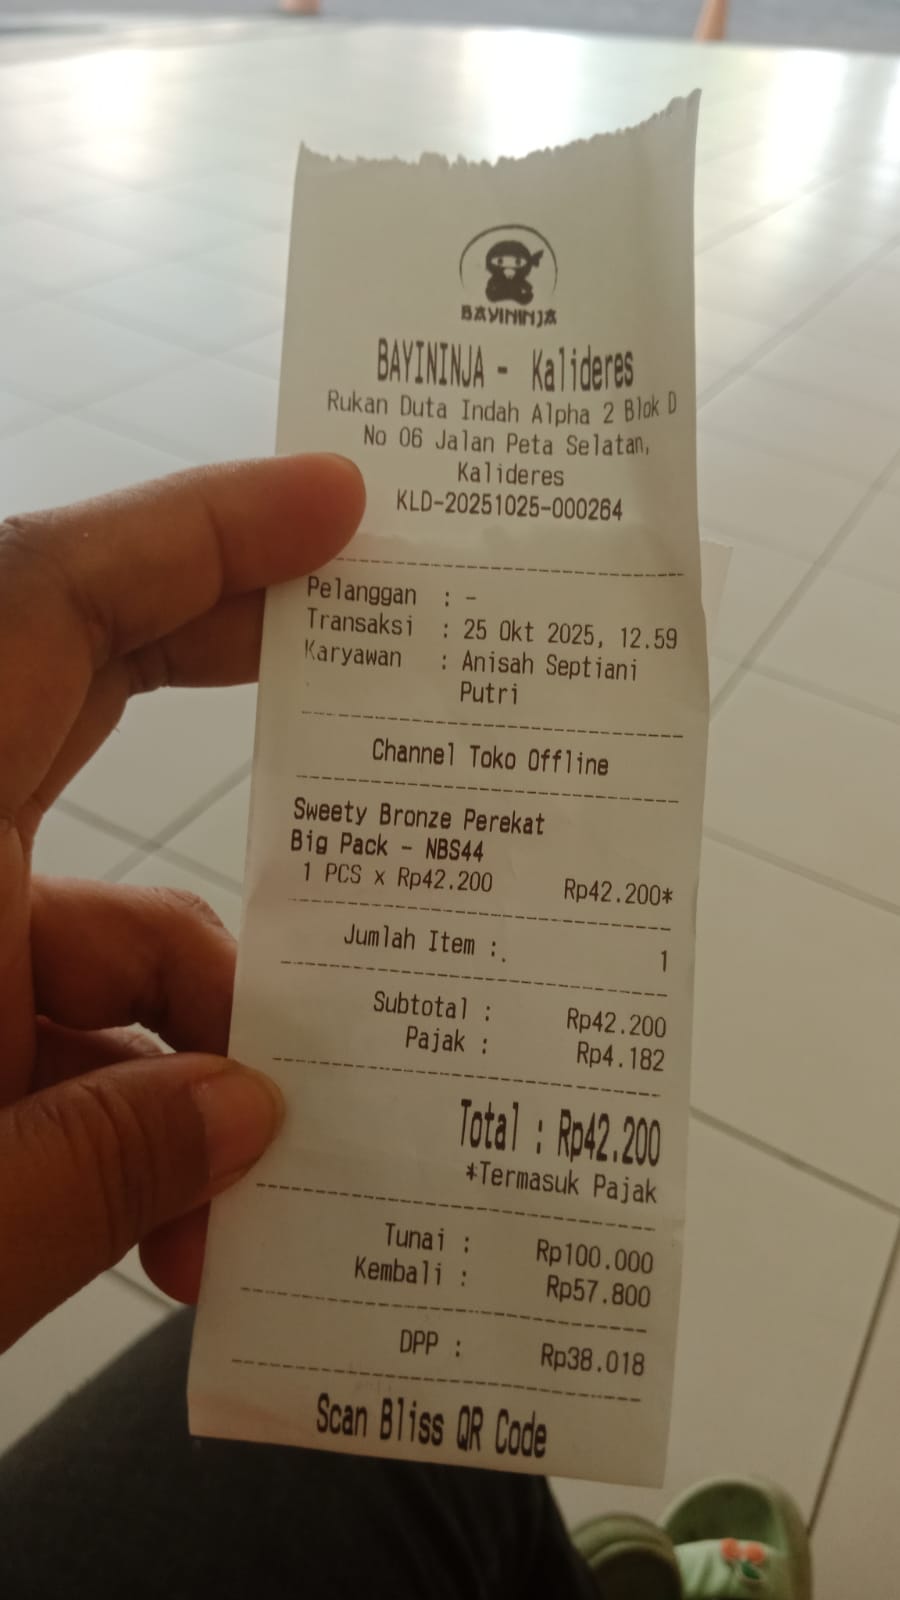 BAYININJA
BAYININJA - Kalideres
Rukan Duta Indah Alpha 2 Blok D
No 06 Jalan Peta Selatan,
Kalideres
KLD-20251025-000264
Pelanggan : -
Transaksi : 25 Okt 2025, 12.59
Karyawan : Anisah Septiani
Putri
Channel Toko Offline
Sweety Bronze Perekat
Big Pack - NBS44
1 PCS x Rp42.200 Rp42.200*
Jumlah Item : 1
Subtotal : Rp42.200
Pajak : Rp4.182
Total : Rp42.200
*Termasuk Pajak
Tunai : Rp100.000
Kembali : Rp57.800
DPP : Rp38.018
Scan Bliss QR Code